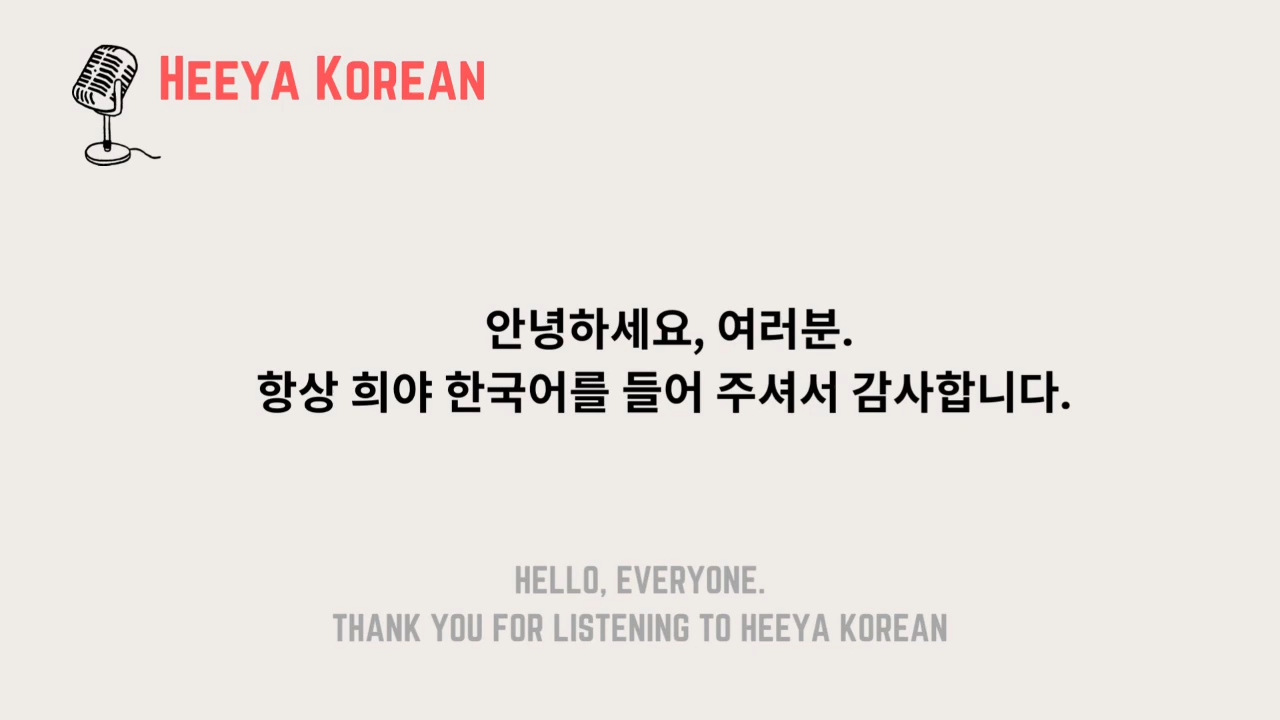 HEEYA KOREAN
안녕하세요, 여러분.
항상 희야 한국어를 들어 주셔서 감사합니다.
HELLO, EVERYONE.
THANK YOU FOR LISTENING TO HEEYA KOREAN